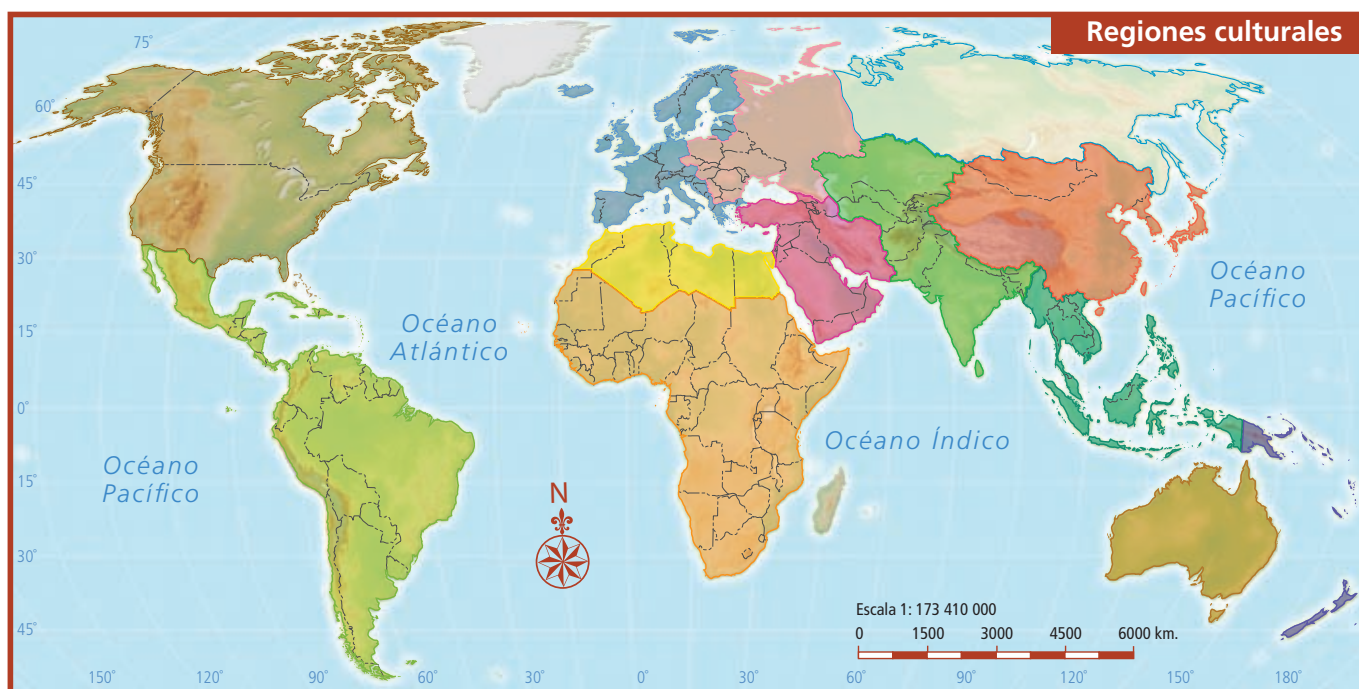 Regiones culturales
75°
60°
45°
30°
15°
0°
15°
30°
45°
Océano
Atlántico
Océano
Pacífico
Océano Índico
Océano
Pacífico
N
Escala 1: 173 410 000
0 1500 3000 4500 6000 km.
150° 120° 90° 60° 30° 0° 30° 60° 90° 120° 150° 180°